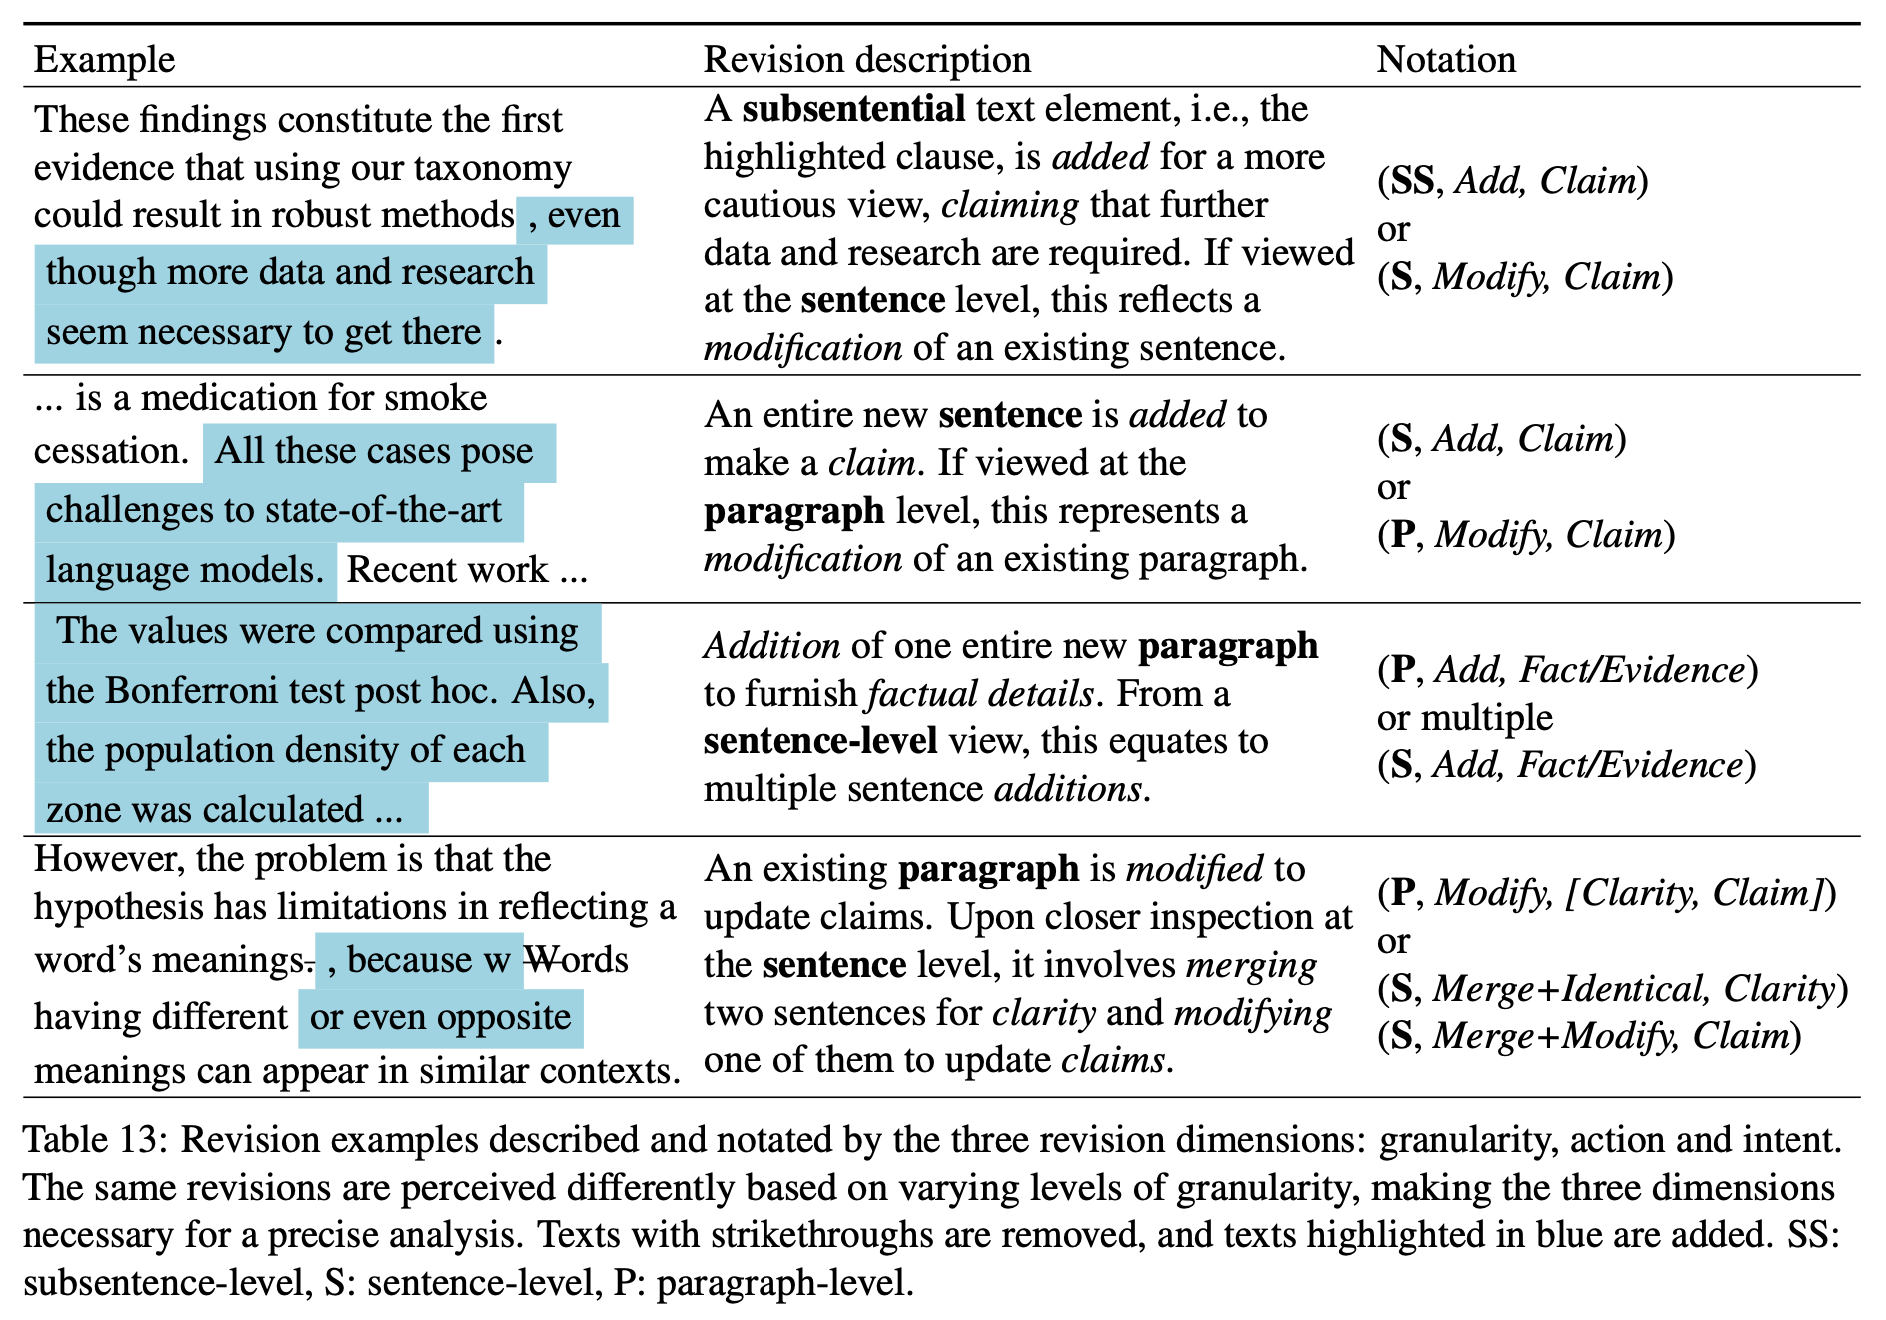 Example Revision description Notation
These findings constitute the first
evidence that using our taxonomy
could result in robust methods , even
though more data and research
seem necessary to get there .
A subsentential text element, i.e., the
highlighted clause, is added for a more
cautious view, claiming that further
data and research are required. If viewed
at the sentence level, this reflects a
modification of an existing sentence.
(SS, Add, Claim)
or
(S, Modify, Claim)
... is a medication for smoke
cessation. All these cases pose
challenges to state-of-the-art
language models. Recent work ...
An entire new sentence is added to
make a claim. If viewed at the
paragraph level, this represents a
modification of an existing paragraph.
(S, Add, Claim)
or
(P, Modify, Claim)
The values were compared using
the Bonferroni test post hoc. Also,
the population density of each
zone was calculated ...
Addition of one entire new paragraph
to furnish factual details. From a
sentence-level view, this equates to
multiple sentence additions.
(P, Add, Fact/Evidence)
or multiple
(S, Add, Fact/Evidence)
However, the problem is that the
hypothesis has limitations in reflecting a
word's meanings. , because w Words
having different or even opposite
meanings can appear in similar contexts.
An existing paragraph is modified to
update claims. Upon closer inspection at
the sentence level, it involves merging
two sentences for clarity and modifying
one of them to update claims.
(P, Modify, [Clarity, Claim])
or
(S, Merge+Identical, Clarity)
(S, Merge+Modify, Claim)
Table 13: Revision examples described and notated by the three revision dimensions: granularity, action and intent.
The same revisions are perceived differently based on varying levels of granularity, making the three dimensions
necessary for a precise analysis. Texts with strikethroughs are removed, and texts highlighted in blue are added. SS:
subsentence-level, S: sentence-level, P: paragraph-level.